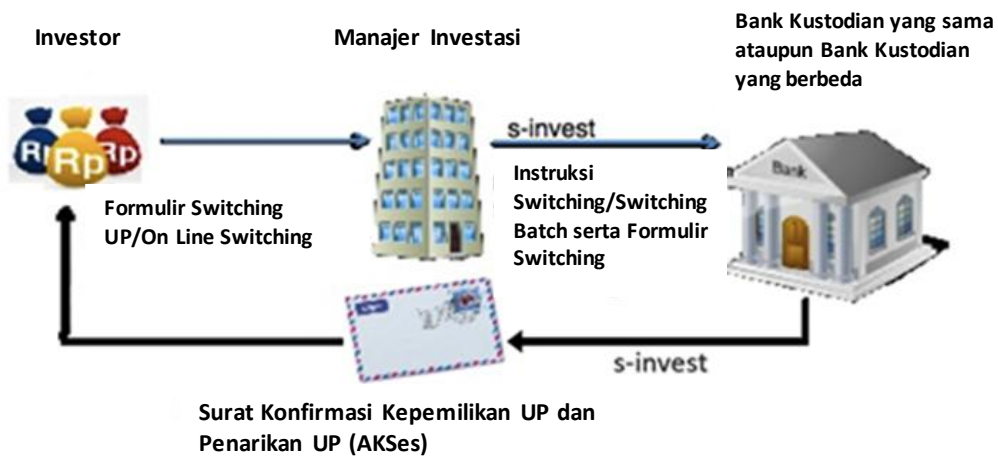 Investor
Manajer Investasi
Bank Kustodian yang sama
ataupun Bank Kustodian
yang berbeda
Rp
Rp
Rp
s-invest
Bank
Formulir Switching
UP/On Line Switching
Instruksi
Switching/Switching
Batch serta Formulir
Switching
s-invest
Surat Konfirmasi Kepemilikan UP dan
Penarikan UP (AKSes)